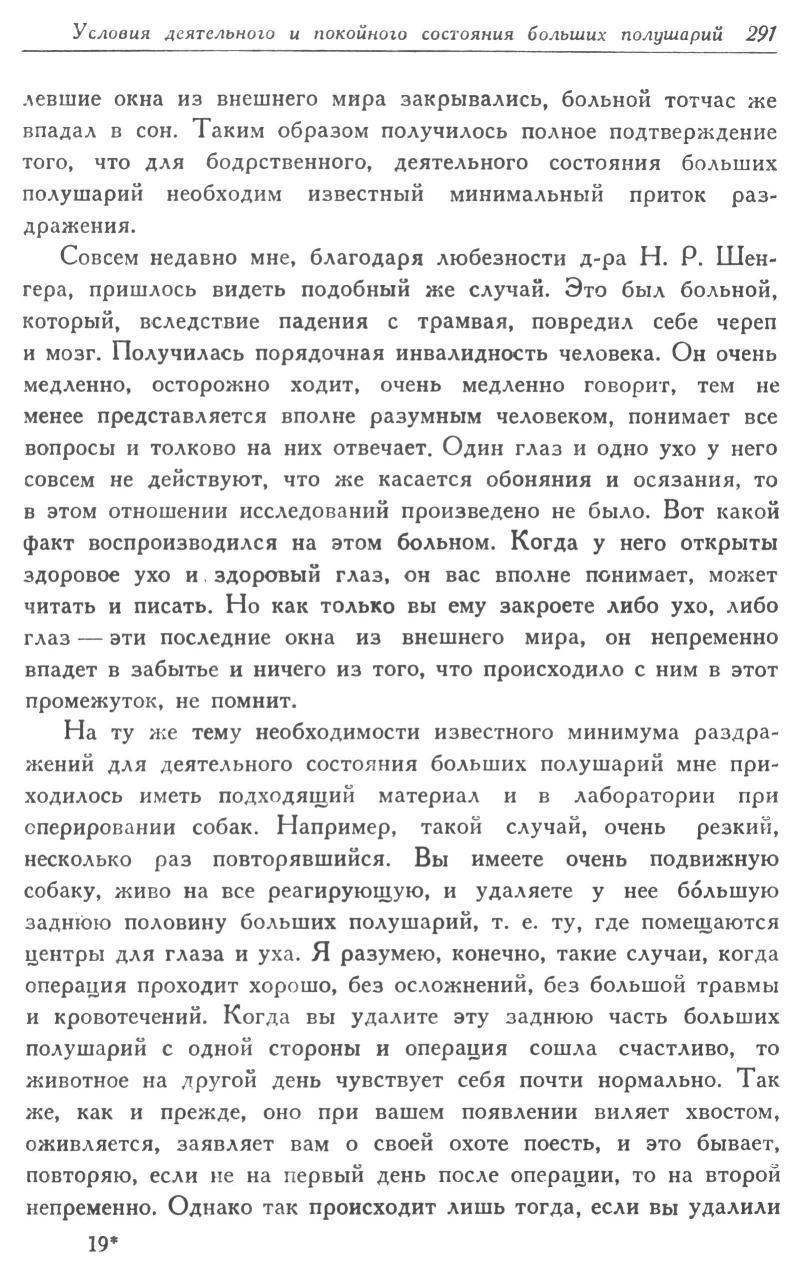 Условия деятельного и покойного состояния больших полушарий 291
левшие окна из внешнего мира закрывались, больной тотчас же
впадал в сон. Таким образом получилось полное подтверждение
того, что для бодрственного, деятельного состояния больших
полушарий необходим известный минимальный приток раз-
дражения.
Совсем недавно мне, благодаря любезности д-ра Н. Р. Шен-
гера, пришлось видеть подобный же случай. Это был больной,
который, вследствие падения с трамвая, повредил себе череп
и мозг. Получилась порядочная инвалидность человека. Он очень
медленно, осторожно ходит, очень медленно говорит, тем не
менее представляется вполне разумным человеком, понимает все
вопросы и толково на них отвечает. Один глаз и одно ухо у него
совсем не действуют, что же касается обоняния и осязания, то
в этом отношении исследований произведено не было. Вот какой
факт воспроизводился на этом больном. Когда у него открыты
здоровое ухо и здоровый глаз, он вас вполне понимает, может
читать и писать. Но как только вы ему закроете либо ухо, либо
глаз — эти последние окна из внешнего мира, он непременно
впадет в забытье и ничего из того, что происходило с ним в этот
промежуток, не помнит.
На ту же тему необходимости известного минимума раздра-
жений для деятельного состояния больших полушарий мне при-
ходилось иметь подходящий материал и в лаборатории при
оперировании собак. Например, такой случай, очень резкий,
несколько раз повторявшийся. Вы имеете очень подвижную
собаку, живо на все реагирующую, и удаляете у нее бо́льшую
заднюю половину больших полушарий, т. е. ту, где помещаются
центры для глаза и уха. Я разумею, конечно, такие случаи, когда
операция проходит хорошо, без осложнений, без большой травмы
и кровотечений. Когда вы удалите эту заднюю часть больших
полушарий с одной стороны и операция сошла счастливо, то
животное на другой день чувствует себя почти нормально. Так
же, как и прежде, оно при вашем появлении виляет хвостом,
оживляется, заявляет вам о своей охоте поесть, и это бывает,
повторяю, если не на первый день после операции, то на второй
непременно. Однако так происходит лишь тогда, если вы удалили
19*